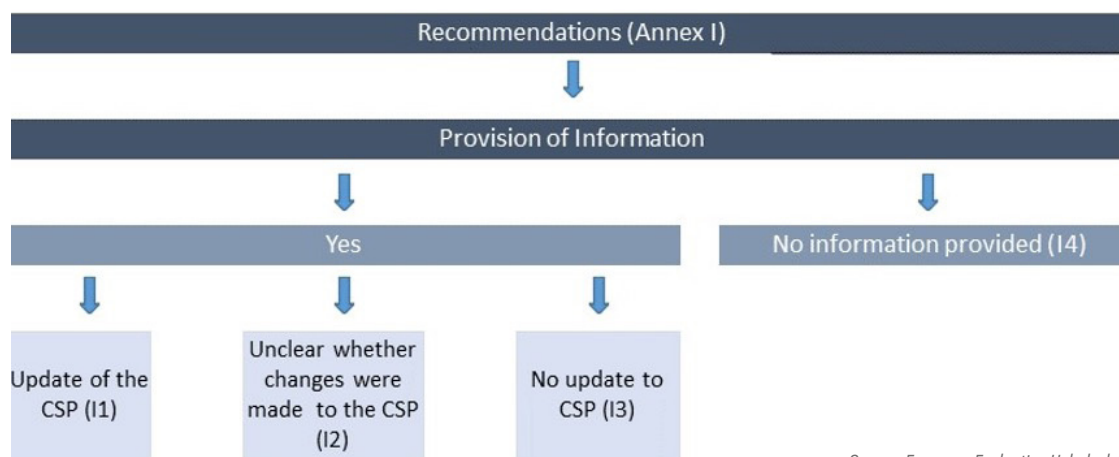 Recommendations (Annex I)
Provision of Information
Yes
No information provided (I4)
Update of the
CSP (I1)
Unclear whether
changes were
made to the CSP
(I2)
No update to
CSP (I3)